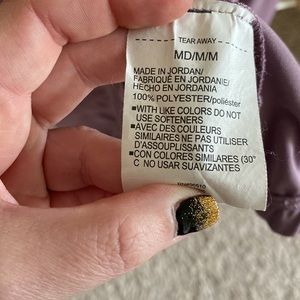 TEAR AWAY
MD/M/M
MADE IN JORDAN/
FABRIQUÉ EN JORDANIE/
HECHO EN JORDANIA
100% POLYESTER/poliéster
■WITH LIKE COLORS DO NOT
USE SOFTENERS
■AVEC DES COULEURS
SIMILAIRES NE PAS UTILISER
D'ASSOUPLISSANTS
■CON COLORES SIMILARES (30°
C NO USAR SUAVIZANTES